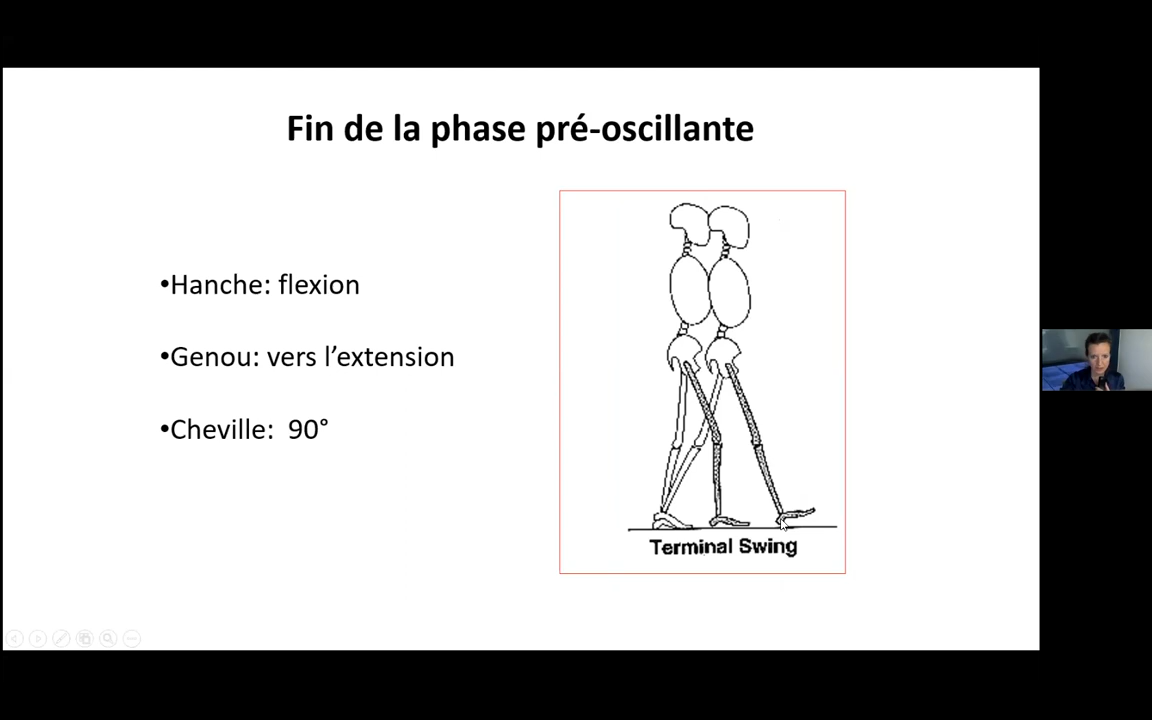 Fin de la phase pré-oscillante
•Hanche: flexion
•Genou: vers l’extension
•Cheville:  90°
Terminal Swing